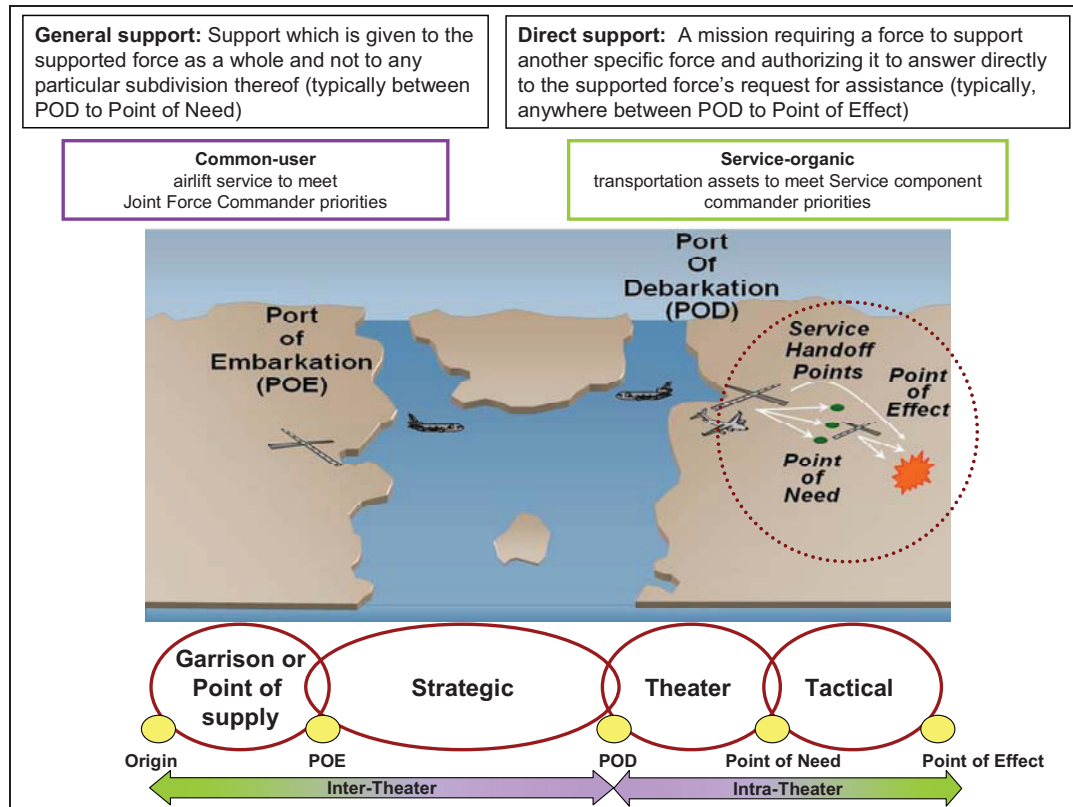 General support: Support which is given to the
supported force as a whole and not to any
particular subdivision thereof (typically between
POD to Point of Need)
Direct support: A mission requiring a force to support
another specific force and authorizing it to answer directly
to the supported force's request for assistance (typically,
anywhere between POD to Point of Effect)
Common-user
airlift service to meet
Joint Force Commander priorities
Service-organic
transportation assets to meet Service component
commander priorities
Port
of
Embarkation
(POE)
Port
Of
Debarkation
(POD)
Service
Handoff
Points
Point
of
Effect
Point
of
Need
Garrison or
Point of
supply
Strategic
Theater
Tactical
Origin
POE
POD
Point of Need
Point of Effect
Inter-Theater
Intra-Theater